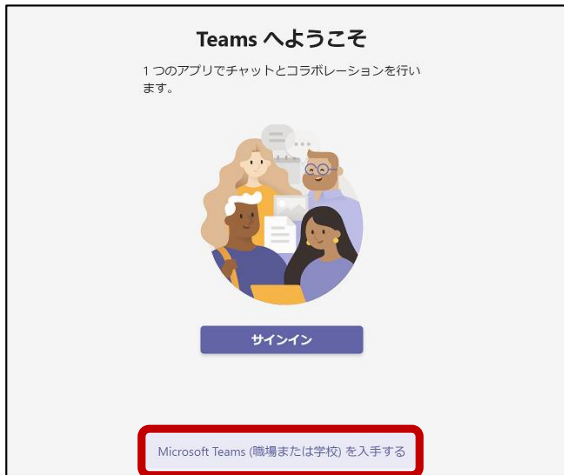 Teams へようこそ
1 つのアプリでチャットとコラボレーションを行い
ます。
サインイン
Microsoft Teams (職場または学校) を入手する